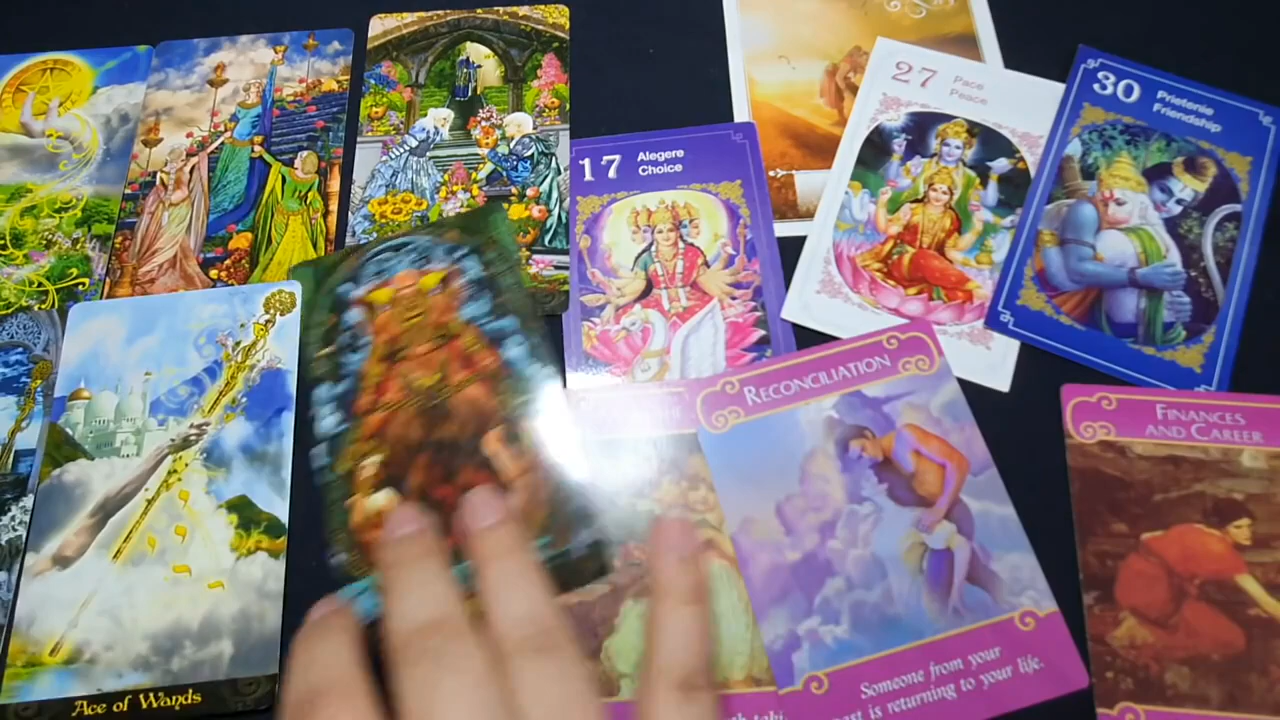 27 Pace
Peace
30 Prietenie
Friendship
17 Alegere
Choice
RECONCILIATION
Someone from your
past is returning to your life.
FINANCES
AND CAREER
Ace of Wands